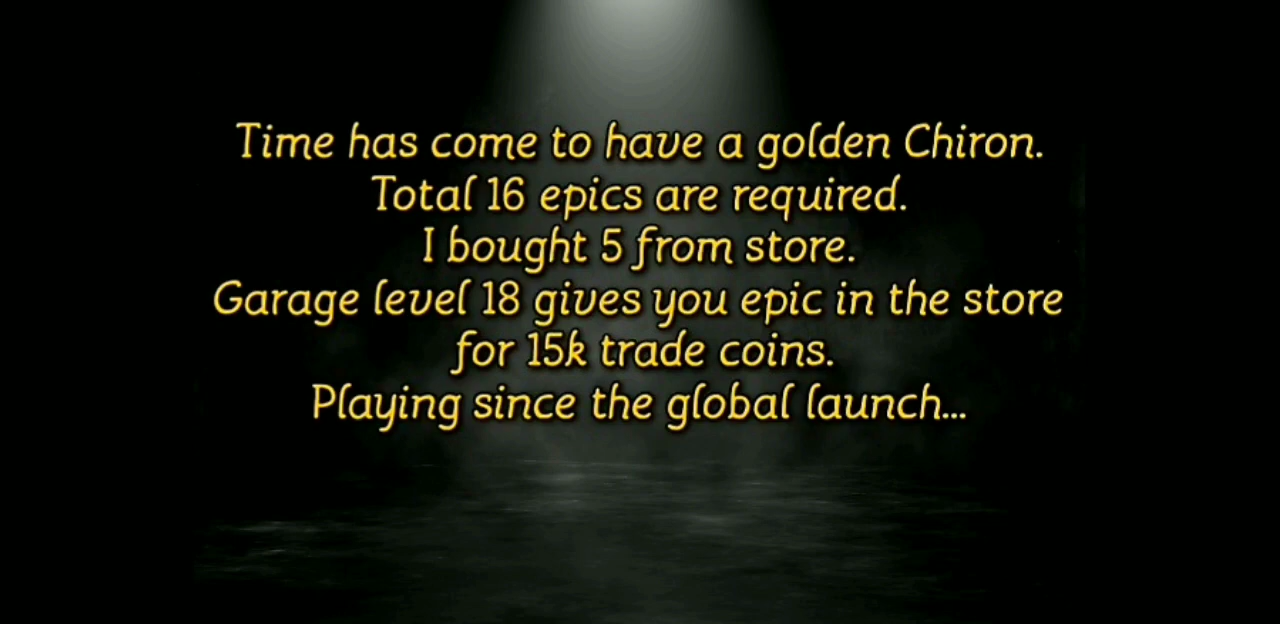 Time has come to have a golden Chiron.
Total 16 epics are required.
I bought 5 from store.
Garage level 18 gives you epic in the store
for 15k trade coins.
Playing since the global launch...